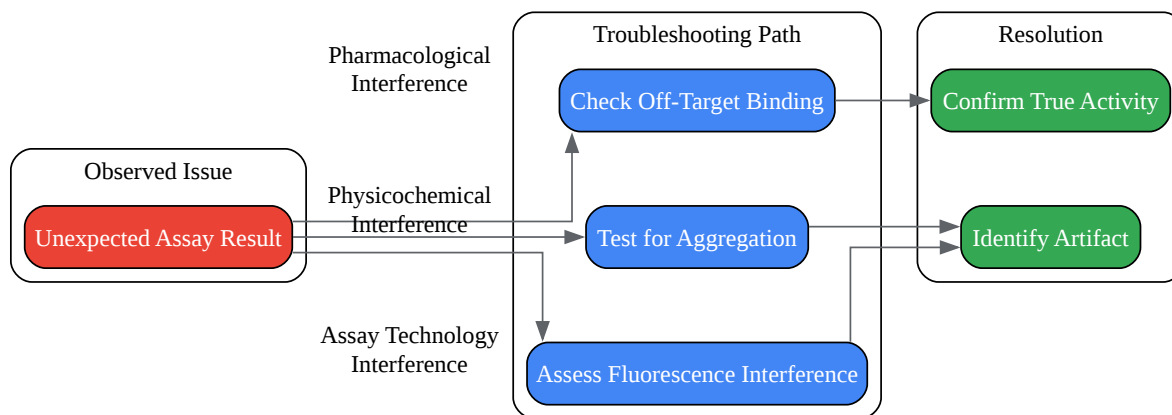 Observed Issue
Unexpected Assay Result
Pharmacological
Interference
Physicochemical
Interference
Assay Technology
Interference
Troubleshooting Path
Check Off-Target Binding
Test for Aggregation
Assess Fluorescence Interference
Resolution
Confirm True Activity
Identify Artifact